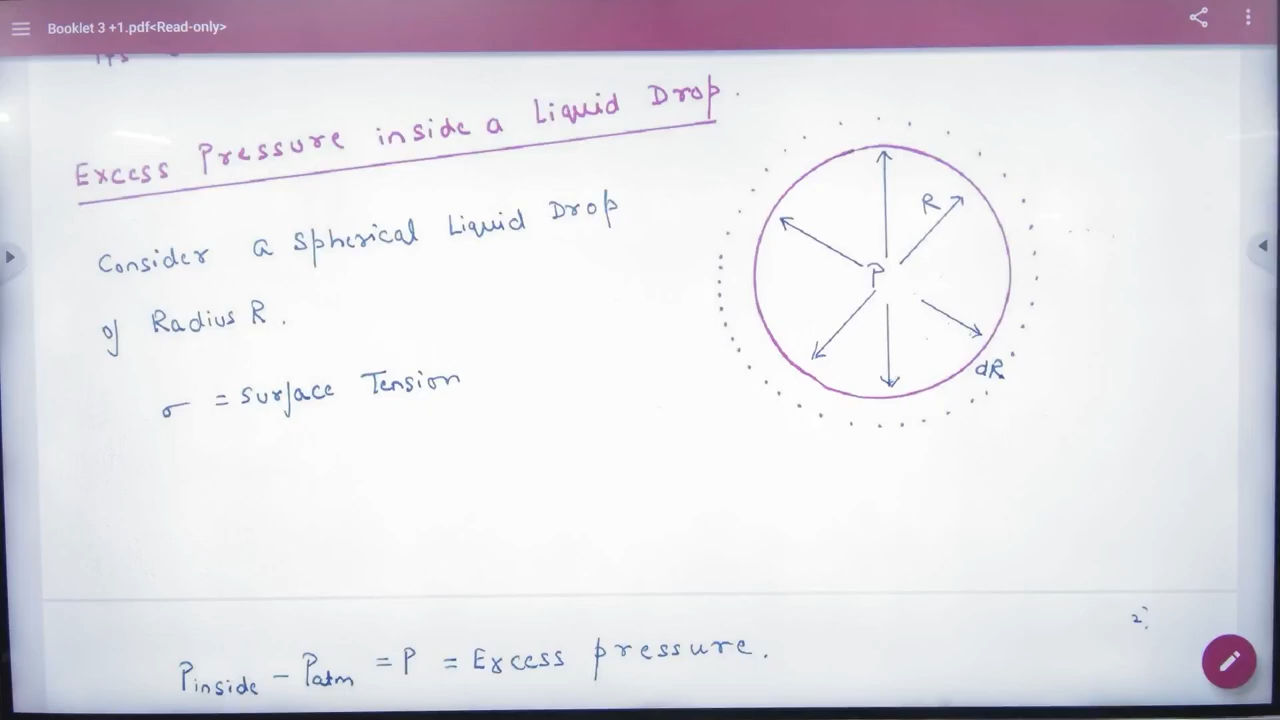 Booklet 3 +1.pdf<Read-only>
Excess Pressure inside a Liquid Drop.
Consider a Spherical Liquid Drop
of Radius R.
σ = Surface Tension
R
P
dR
P inside - Patm = P = Excess pressure.